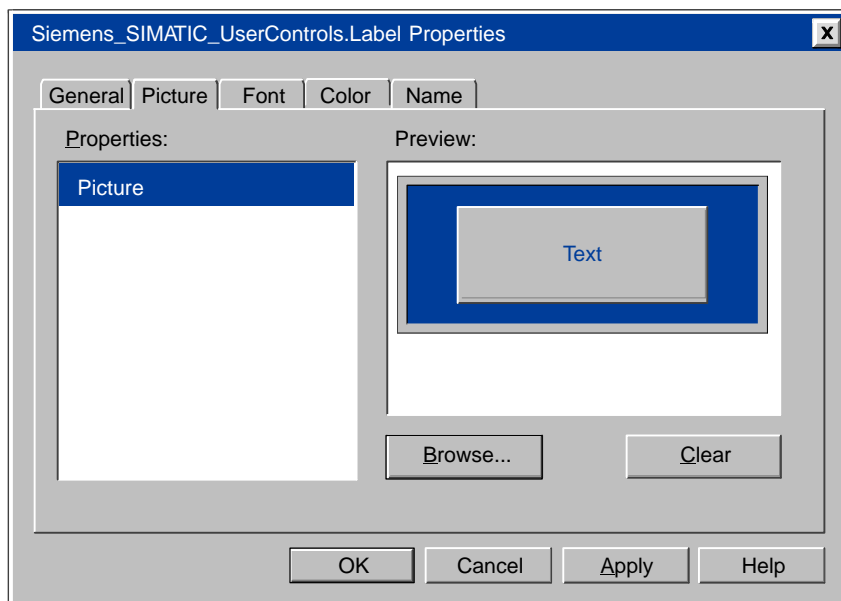 Siemens_SIMATIC_UserControls.Label Properties X
General Picture Font Color Name
Properties: Preview:
Picture
Text
Browse... Clear
OK Cancel Apply Help